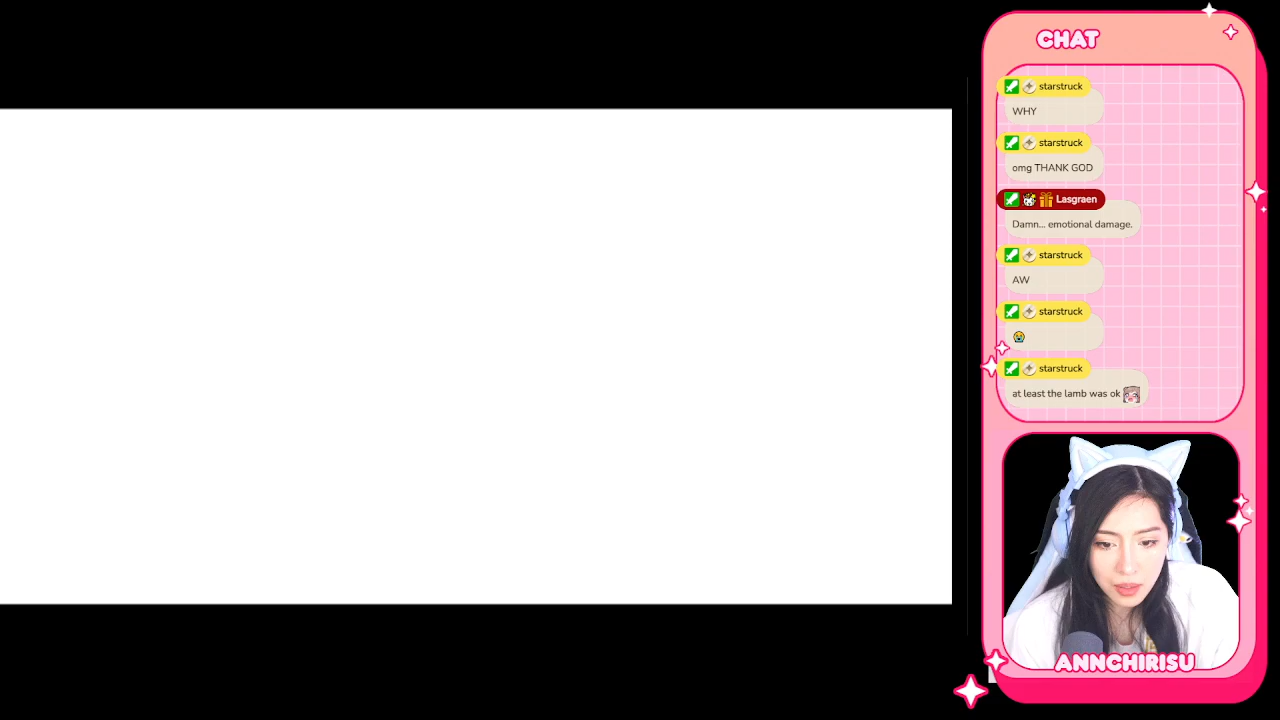 CHAT
starstruck
WHY
starstruck
omg THANK GOD
Lasgraen
Damn... emotional damage.
starstruck
AW
starstruck
starstruck
at least the lamb was ok
ANNCHIRISU